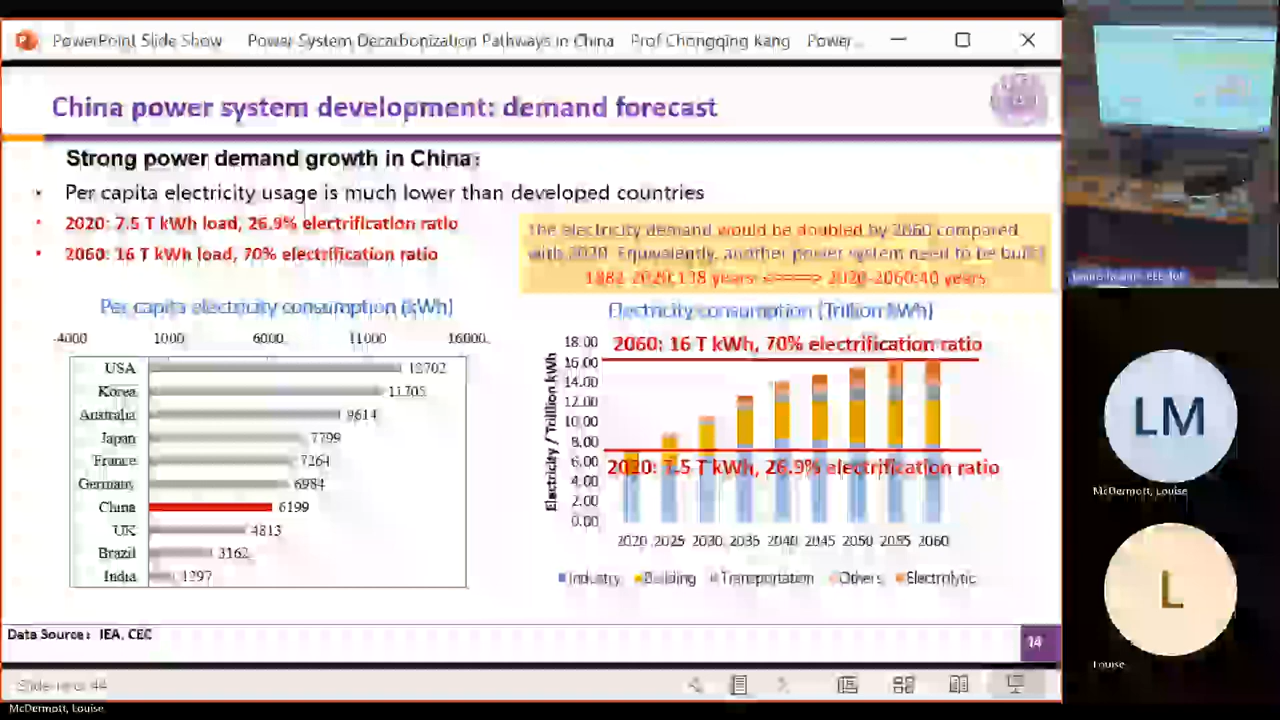 PowerPoint Slide Show
Power System Decarbonization Pathways in China
Prof Chongqing Kang
Power...
China power system development: demand forecast
Strong power demand growth in China:
• Per capita electricity usage is much lower than developed countries
• 2020: 7.5 T kWh load, 26.9% electrification ratio
• 2060: 16 T kWh load, 70% electrification ratio
The electricity demand would be doubled by 2060 compared
with 2020. Equivalently, another power system need to be built
1882-2020:138 years <====> 2020-2060:40 years
Per capita electricity consumption (kWh)
-4000 1000 6000 11000 16000
USA 12702
Korea 11705
Australia 9614
Japan 7799
France 7264
Germany 6984
China 6199
UK 4813
Brazil 3162
India 1297
Electricity consumption (Trillion kWh)
Electricity / Trillion kWh
18.00
16.00
14.00
12.00
10.00
8.00
6.00
4.00
2.00
0.00
2060: 16 T kWh, 70% electrification ratio
2020: 7.5 T kWh, 26.9% electrification ratio
2020 2025 2030 2035 2040 2045 2050 2055 2060
Industry Building Transportation Others Electrolytic
Data Source: IEA, CEC
14
LM
McDermott, Louise
L
Louise
McDermott, Louise